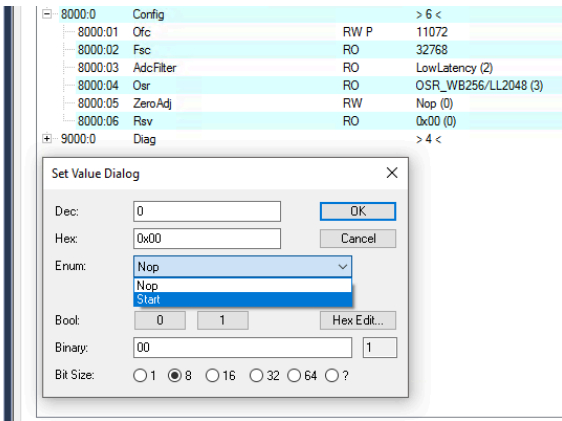 8000:0 Config > 6 <
8000:01 Ofc RW P 11072
8000:02 Fsc RO 32768
8000:03 AdcFilter RO LowLatency (2)
8000:04 Osr RO OSR_WB256/LL2048 (3)
8000:05 ZeroAdj RW Nop (0)
8000:06 Rsv RO 0x00 (0)
9000:0 Diag > 4 <
Set Value Dialog
Dec: 0 OK
Hex: 0x00 Cancel
Enum: Nop
Nop
Start
Bool: 0 1 Hex Edit...
Binary: 00 1
Bit Size: 1 8 16 32 64 ?